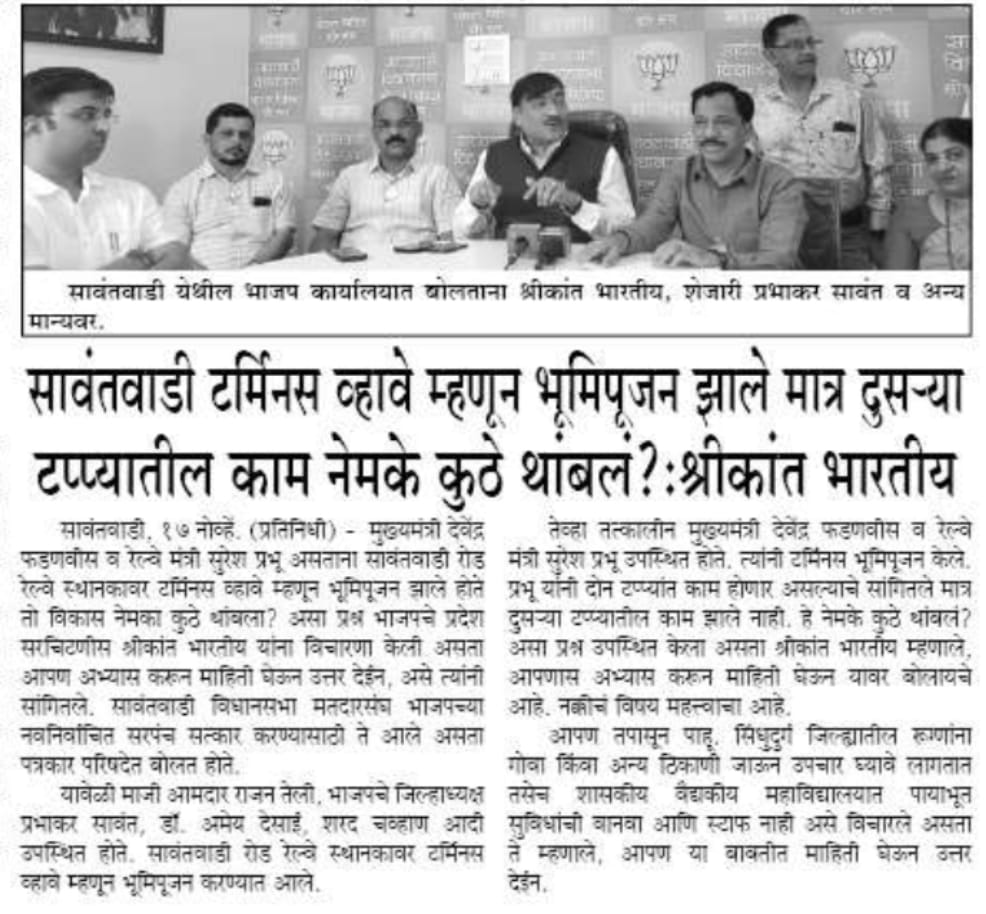 सावंतवाडी येथील भाजप कार्यालयात बोलताना श्रीकांत भारतीय, शेजारी प्रभाकर सावंत व अन्य
मान्यवर.
सावंतवाडी टर्मिनस व्हावे म्हणून भूमिपूजन झाले मात्र दुसऱ्या
टप्प्यातील काम नेमके कुठे थांबलं?:श्रीकांत भारतीय
सावंतवाडी, १७ नोव्हें. (प्रतिनिधी) - मुख्यमंत्री देवेंद्र
फडणवीस व रेल्वे मंत्री सुरेश प्रभू असताना सावंतवाडी रोड
रेल्वे स्थानकावर टर्मिनस व्हावे म्हणून भूमिपूजन झाले होते
तो विकास नेमका कुठे थांबला? असा प्रश्न भाजपचे प्रदेश
सरचिटणीस श्रीकांत भारतीय यांना विचारणा केली असता
आपण अभ्यास करून माहिती घेऊन उत्तर देईन, असे त्यांनी
सांगितले. सावंतवाडी विधानसभा मतदारसंघ भाजपच्या
नवनिर्वाचित सरपंच सत्कार करण्यासाठी ते आले असता
पत्रकार परिषदेत बोलत होते.
यावेळी माजी आमदार राजन तेली, भाजपचे जिल्हाध्यक्ष
प्रभाकर सावंत, डॉ. अमेय देसाई, शरद चव्हाण आदी
उपस्थित होते. सावंतवाडी रोड रेल्वे स्थानकावर टर्मिनस
व्हावे म्हणून भूमिपूजन करण्यात आले.
तेव्हा तत्कालीन मुख्यमंत्री देवेंद्र फडणवीस व रेल्वे
मंत्री सुरेश प्रभू उपस्थित होते. त्यांनी टर्मिनस भूमिपूजन केले.
प्रभू यांनी दोन टप्प्यांत काम होणार असल्याचे सांगितले मात्र
दुसऱ्या टप्प्यातील काम झाले नाही. हे नेमके कुठे थांबलं?
असा प्रश्न उपस्थित केला असता श्रीकांत भारतीय म्हणाले,
आपणास अभ्यास करून माहिती घेऊन यावर बोलायचे
आहे. नक्कीचं विषय महत्त्वाचा आहे.
आपण तपासून पाहू. सिंधुदुर्ग जिल्ह्यातील रूग्णांना
गोवा किंवा अन्य ठिकाणी जाऊन उपचार घ्यावे लागतात
तसेच शासकीय वैद्यकीय महाविद्यालयात पायाभूत
सुविधांची वानवा आणि स्टाफ नाही असे विचारले असता
ते म्हणाले, आपण या बाबतीत माहिती घेऊन उत्तर
देईन.